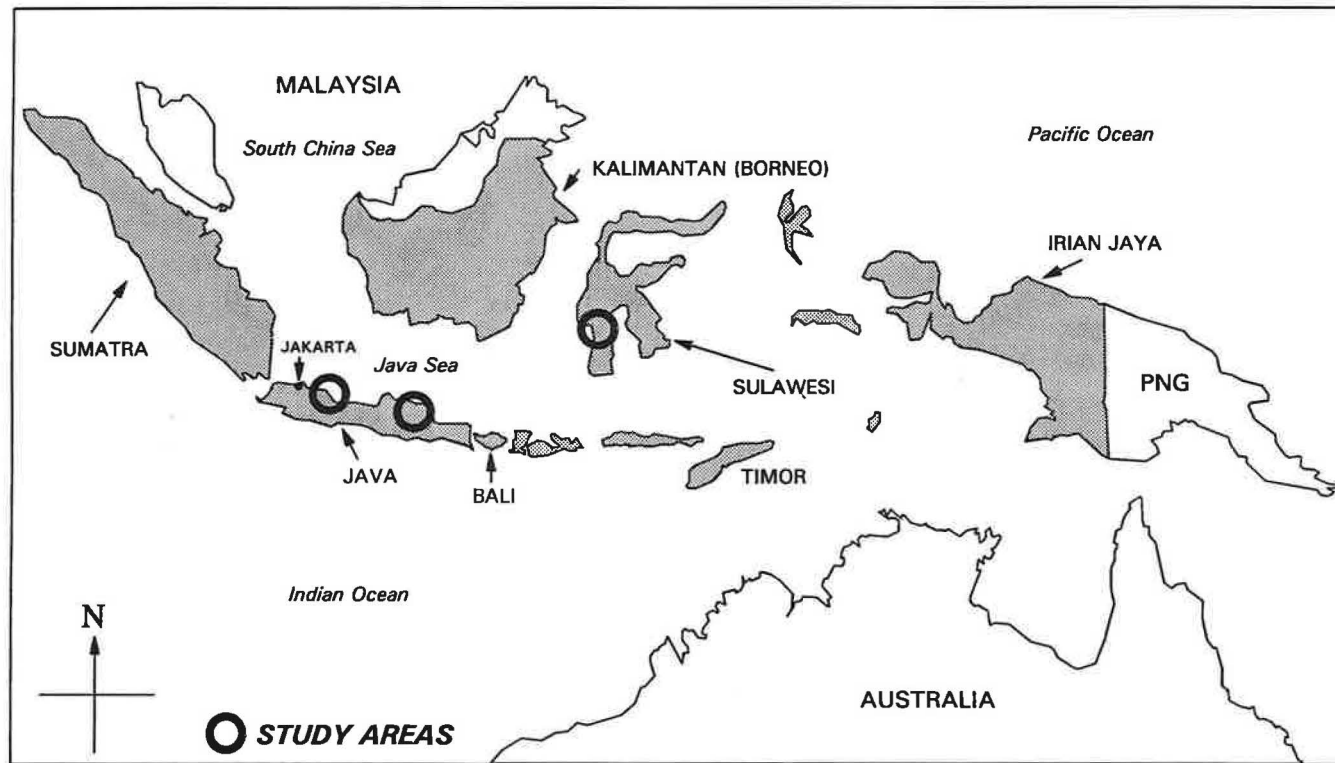 MALAYSIA
South China Sea
Pacific Ocean
KALIMANTAN (BORNEO)
IRIAN JAYA
SUMATRA
JAKARTA
Java Sea
SULAWESI
PNG
JAVA
BALI
TIMOR
Indian Ocean
N
AUSTRALIA
STUDY AREAS